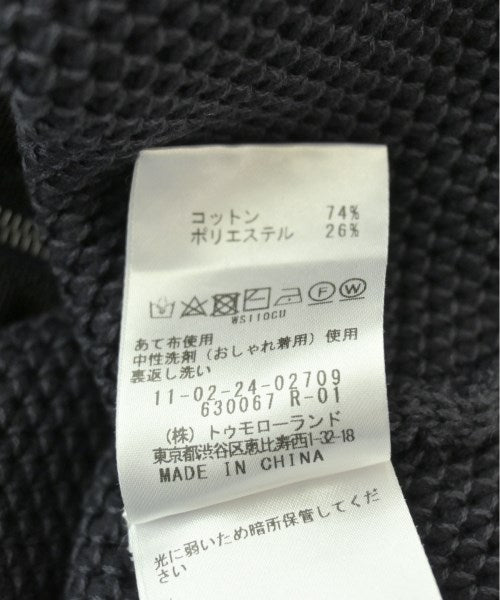 コットン 74%
ポリエステル 26%
F W
WS110CU
あて布使用
中性洗剤(おしゃれ着用)使用
裏返し洗い
11-02-24-02709
630067 R-01
(株)トゥモローランド
東京都渋谷区恵比寿西1-32-18
MADE IN CHINA
光に弱いため暗所保管してくだ
さい